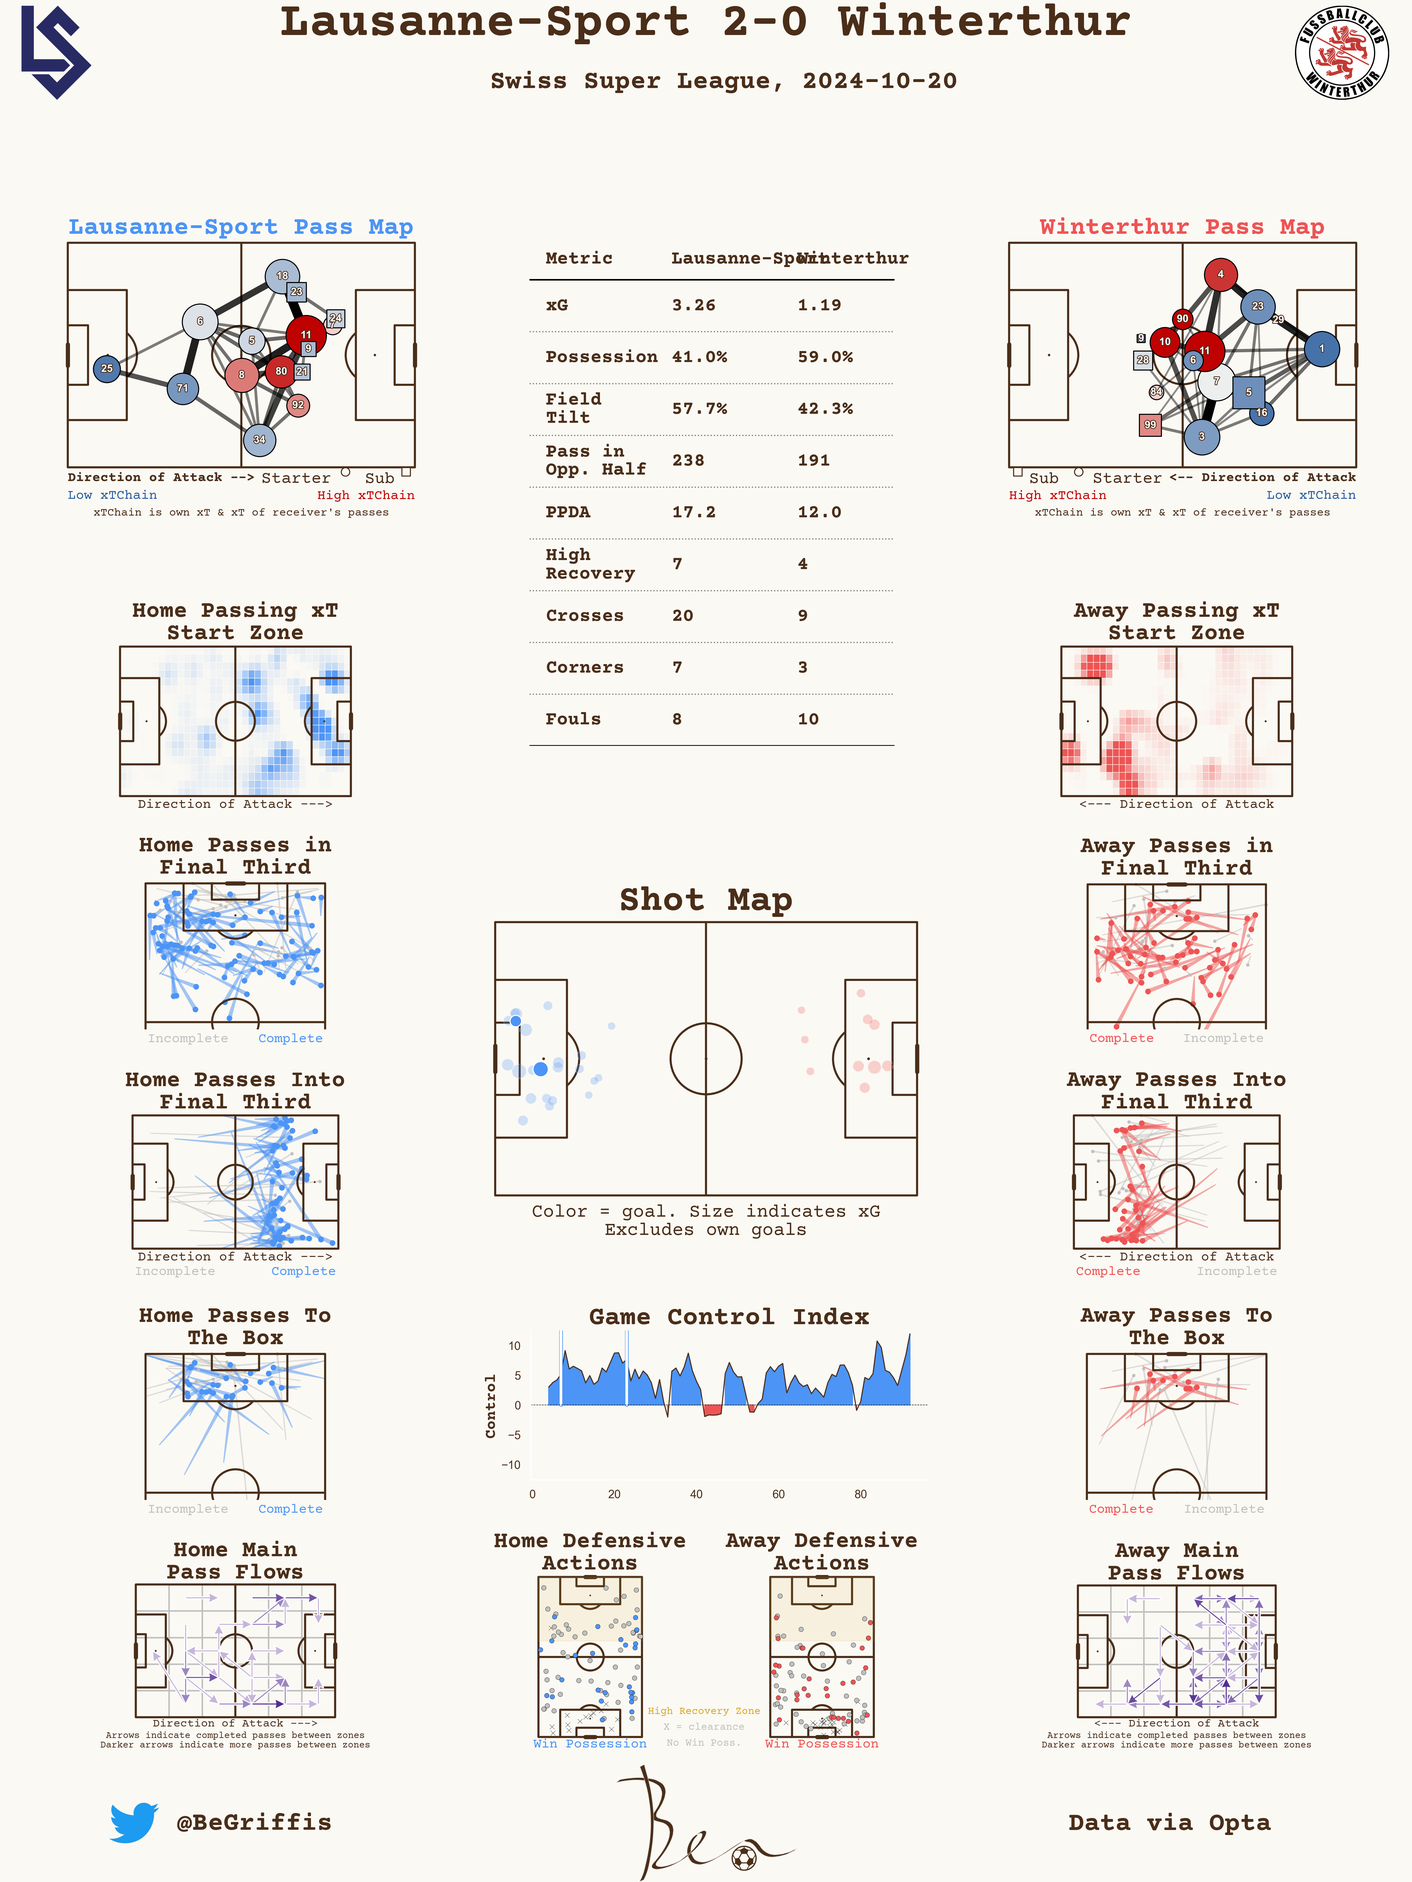 Lausanne-Sport 2-0 Winterthur
Swiss Super League, 2024-10-20
FUSSBALLCLUB
WINTERTHUR
Lausanne-Sport Pass Map
18
23
24
7
6
11
5
9
25
8
80
21
71
92
34
Direction of Attack --> Starter Sub
Low xTChain High xTChain
xTChain is own xT & xT of receiver's passes
Metric Lausanne-Sport Winterthur
xG 3.26 1.19
Possession 41.0% 59.0%
Field
Tilt 57.7% 42.3%
Pass in
Opp. Half 238 191
PPDA 17.2 12.0
High
Recovery 7 4
Crosses 20 9
Corners 7 3
Fouls 8 10
Winterthur Pass Map
4
23
90
29
9
10
11
1
28
6
7
84
5
16
99
3
Sub Starter <-- Direction of Attack
High xTChain Low xTChain
xTChain is own xT & xT of receiver's passes
Home Passing xT
Start Zone
Direction of Attack --->
Away Passing xT
Start Zone
<--- Direction of Attack
Home Passes in
Final Third
Incomplete Complete
Shot Map
Color = goal. Size indicates xG
Excludes own goals
Away Passes in
Final Third
Complete Incomplete
Home Passes Into
Final Third
Direction of Attack --->
Incomplete Complete
Away Passes Into
Final Third
<--- Direction of Attack
Complete Incomplete
Home Passes To
The Box
Incomplete Complete
Game Control Index
Control
10
5
0
−5
−10
0 20 40 60 80
Away Passes To
The Box
Complete Incomplete
Home Main
Pass Flows
Direction of Attack --->
Arrows indicate completed passes between zones
Darker arrows indicate more passes between zones
Home Defensive
Actions
Win Possession
Away Defensive
Actions
Win Possession
High Recovery Zone
X = clearance
No Win Poss.
Away Main
Pass Flows
<--- Direction of Attack
Arrows indicate completed passes between zones
Darker arrows indicate more passes between zones
@BeGriffis
Ben
Data via Opta